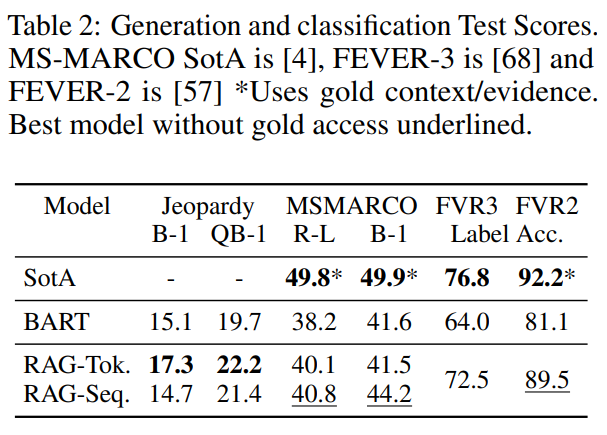 Table 2: Generation and classification Test Scores.
MS-MARCO SotA is [4], FEVER-3 is [68] and
FEVER-2 is [57] *Uses gold context/evidence.
Best model without gold access underlined.
Model Jeopardy MSMARCO FVR3 FVR2
B-1 QB-1 R-L B-1 Label Acc.
SotA - - 49.8* 49.9* 76.8 92.2*
BART 15.1 19.7 38.2 41.6 64.0 81.1
RAG-Tok. 17.3 22.2 40.1 41.5
72.5 89.5
RAG-Seq. 14.7 21.4 40.8 44.2